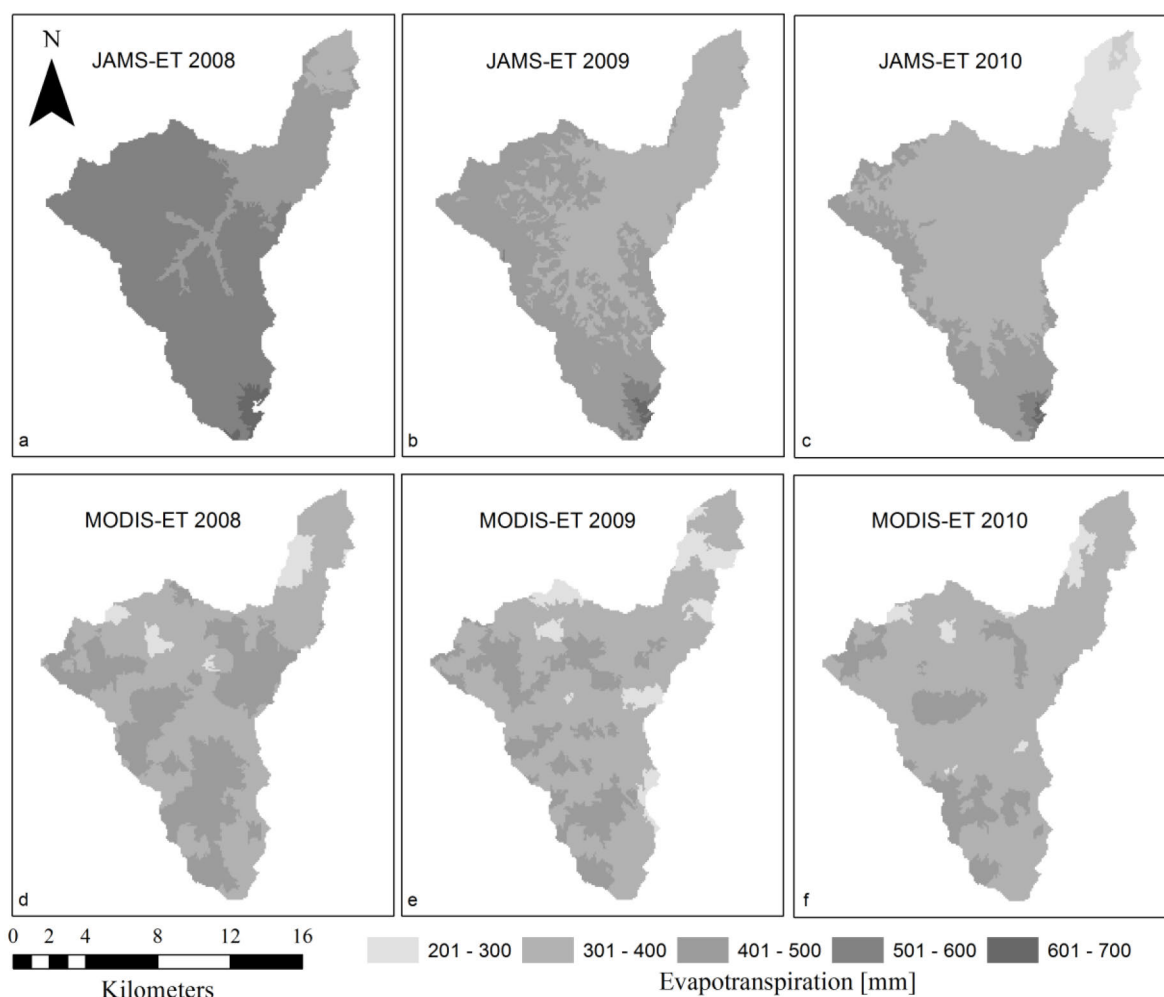 N
JAMS-ET 2008
JAMS-ET 2009
JAMS-ET 2010
a
b
c
MODIS-ET 2008
MODIS-ET 2009
MODIS-ET 2010
d
e
f
0 2 4 8 12 16
Kilometers
201 - 300 301 - 400 401 - 500 501 - 600 601 - 700
Evapotranspiration [mm]